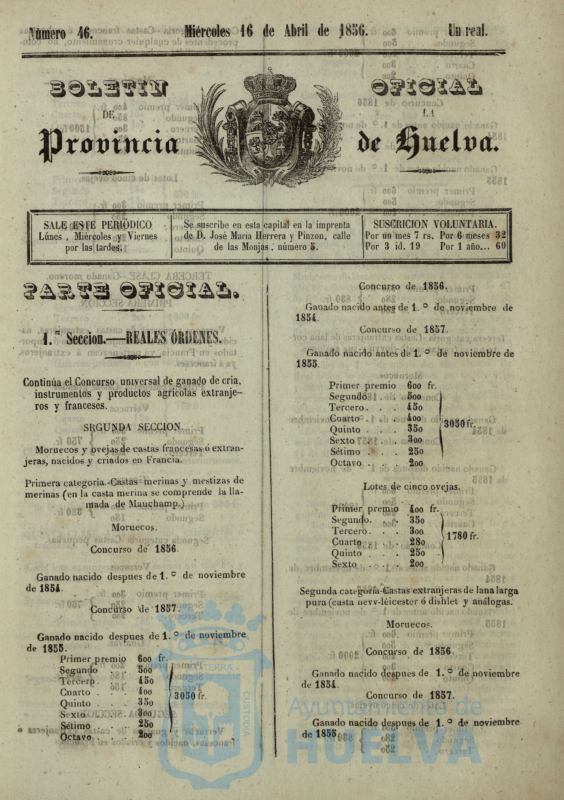 Número 46.
Miércoles 16 de Abril de 1856.
Un real.
BOLETIN OFICIAL
DE LA
Provincia de Huelva.
SALE ESTE PERIÓDICO
Lúnes, Miércoles y Viernes
por las tardes.
Se suscribe en esta capital en la imprenta
de D. José Maria Herrera y Pinzon, calle
de las Monjas, número 5.
SUSCRICION VOLUNTARIA.
Por un mes 7 rs. Por 6 meses 32
Por 3 id. 19 Por 1 año... 60
PARTE OFICIAL.
1.ª Seccion.—REALES ÓRDENES.
Continúa el Concurso universal de ganado de cria,
instrumentos y productos agrícolas extranje-
ros y franceses.
SRGUNDA SECCION
Moruecos y ovejas de castas francesas ó extran-
jeras, nacidos y criados en Francia.
Primera categoría.-Castas merinas y mestizas de
merinas (en la casta merina se comprende la lla-
mada de Mauchamp.)
Moruecos.
Concurso de 1856.
Ganado nacido despues de 1.º de noviembre
de 1854.
Concurso de 1857.
Ganado nacido despues de 1.º de noviembre
de 1855.
Primer premio 600 fr.
Segundo . . 500
Tercero . . 450
Cuarto . . 400
Quinto . . 350
Sexto . . 300
Sétimo . . 250
Octavo . . 200
3050 fr.
Concurso de 1856.
Ganado nacido antes de 1.º de noviembre de
1854.
Concurso de 1857.
Ganado nacido antes de 1.º de noviembre de
1855.
Primer premio 600 fr.
Segundo . . 500
Tercero . . 450
Cuarto . . 400
Quinto . . 350
Sexto . . 300
Sétimo . . 250
Octavo . . 200
3050 fr.
Lotes de cinco ovejas.
Primer premio 400 fr.
Segundo. . . 350
Tercero. . . 300
Cuarto . . . 280
Quinto . . . 250
Sexto . . . 200
1780 fr.
Segunda categoría-Castas extranjeras de lana larga
pura (casta nevv-léicester ó dishlet y análogas.
Moruecos.
Concurso de 1856.
Ganado nacido despues de 1.º de noviembre
de 1854.
Concurso de 1857.
Ganado nacido despues de 1.º de noviembre
de 1855
Ayuntamiento de
HUELVA